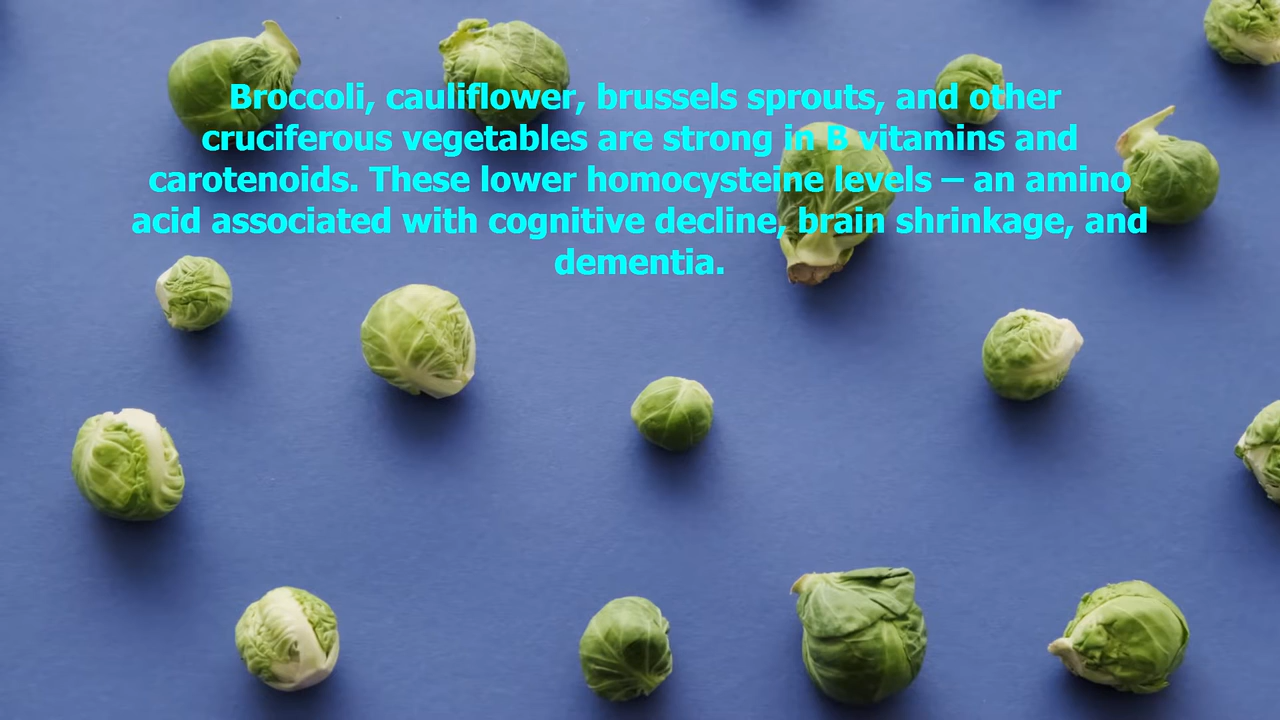 Broccoli, cauliflower, brussels sprouts, and other
cruciferous vegetables are strong in B vitamins and
carotenoids. These lower homocysteine levels – an amino
acid associated with cognitive decline, brain shrinkage, and
dementia.